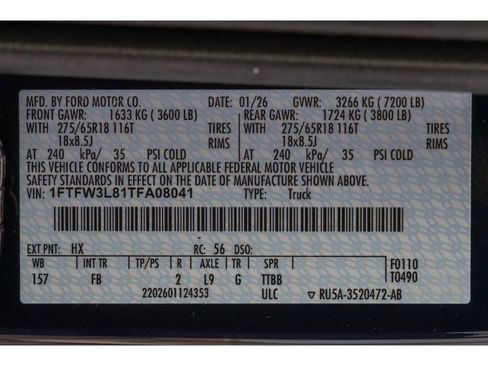 MFD. BY FORD MOTOR CO. DATE: 01/26 GVWR: 3266 KG ( 7200 LB)
FRONT GAWR: 1633 KG ( 3600 LB) REAR GAWR: 1724 KG ( 3800 LB)
WITH 275/65R18 116T TIRES WITH 275/65R18 116T TIRES
18x8.5J RIMS 18x8.5J RIMS
AT 240 kPa/ 35 PSI COLD AT 240 kPa/ 35 PSI COLD
THIS VEHICLE CONFORMS TO ALL APPLICABLE FEDERAL MOTOR VEHICLE
SAFETY STANDARDS IN EFFECT ON THE DATE OF MANUFACTURE SHOWN ABOVE.
VIN: 1FTFW3L81TFA08041 TYPE: Truck
EXT PNT: HX RC: 56 DSO: F0110
WB INT TR TP/PS R AXLE TR SPR T0490
157 FB 2 L9 G TTBB
2202601124353 ULC ▽ RU5A-3520472-AB